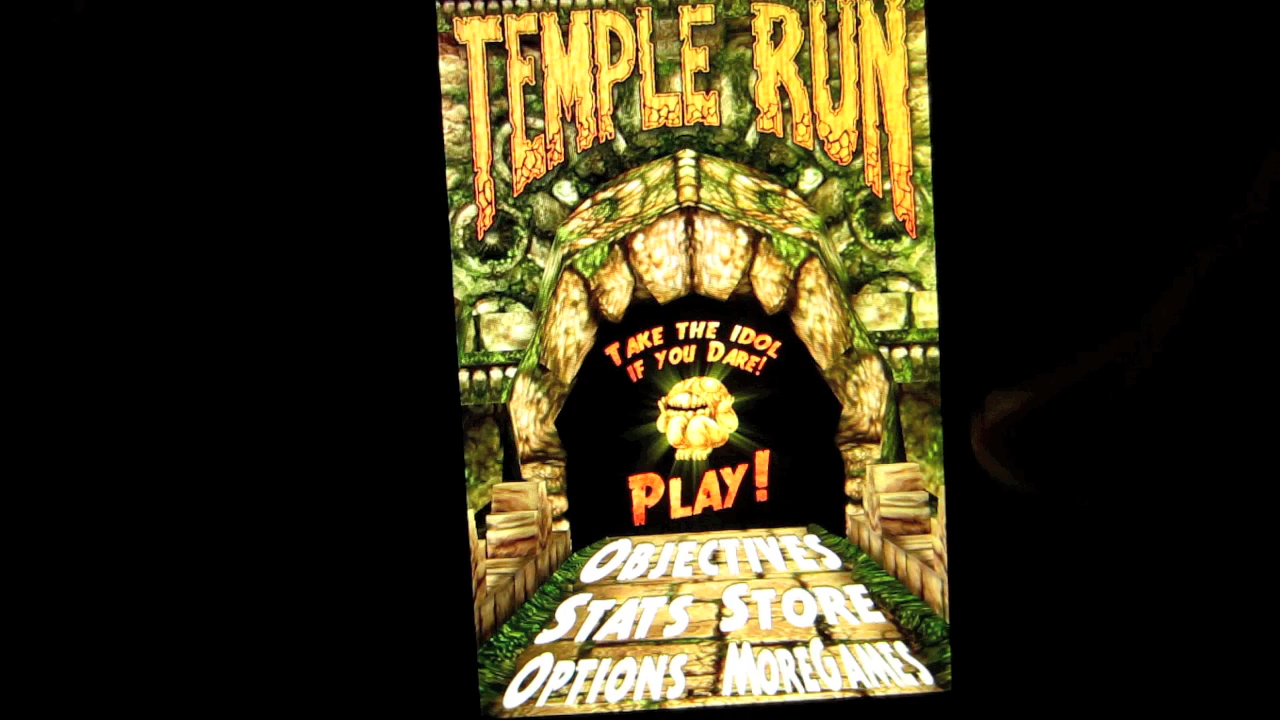 TEMPLE RUN
TAKE THE IDOL
IF YOU DARE!
PLAY!
OBJECTIVES
STATS STORE
OPTIONS MOREGAMES